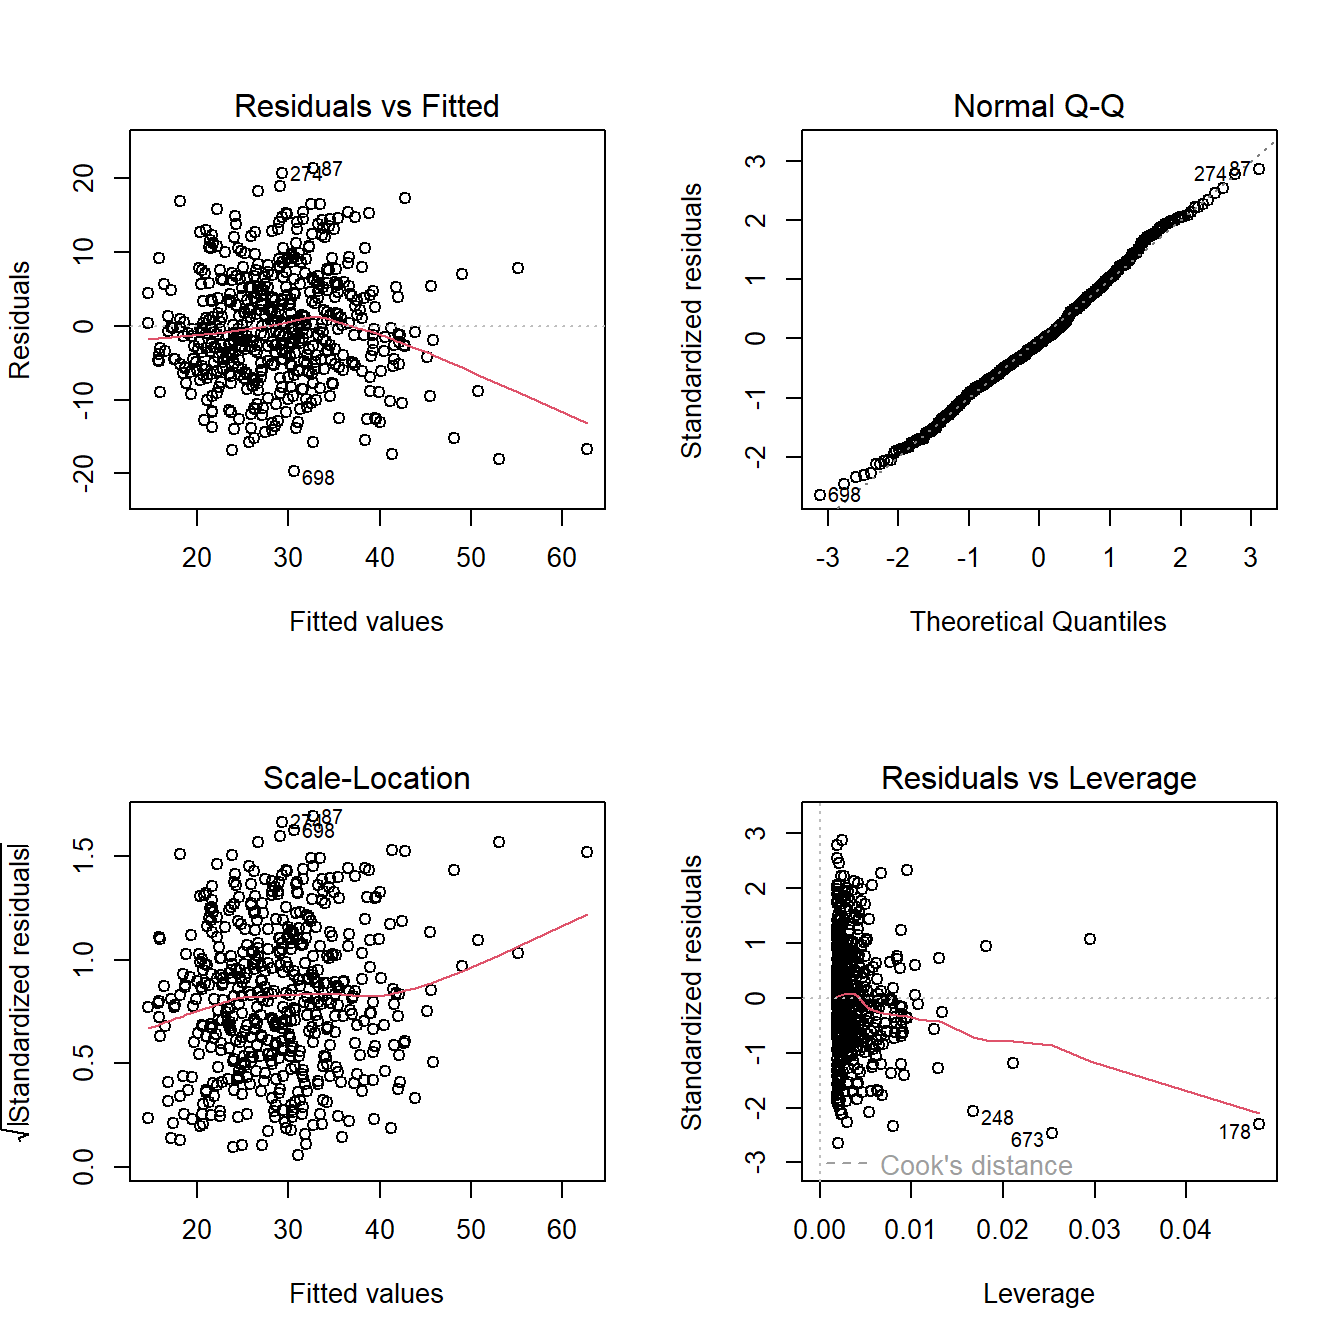 Residuals vs Fitted
Residuals
20
10
0
-10
-20
274
87
698
20 30 40 50 60
Fitted values
Normal Q-Q
Standardized residuals
3
2
1
0
-1
-2
274
87
698
-3 -2 -1 0 1 2 3
Theoretical Quantiles
Scale-Location
√|Standardized residuals|
1.5
1.0
0.5
0.0
274
87
698
20 30 40 50 60
Fitted values
Residuals vs Leverage
Standardized residuals
3
2
1
0
-1
-2
-3
248
673
178
Cook's distance
0.00 0.01 0.02 0.03 0.04
Leverage